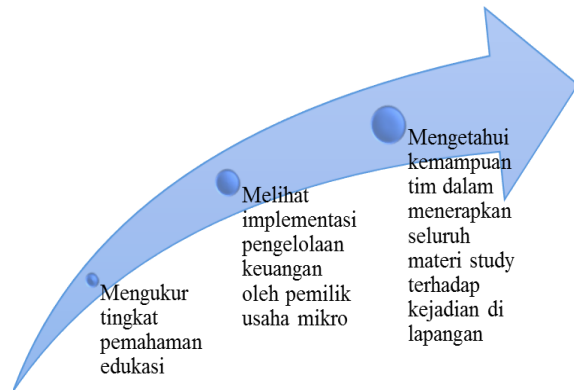 Mengukur
tingkat
pemahaman
edukasi
Melihat
implementasi
pengelolaan
keuangan
oleh pemilik
usaha mikro
Mengetahui
kemampuan
tim dalam
menerapkan
seluruh
materi study
terhadap
kejadian di
lapangan